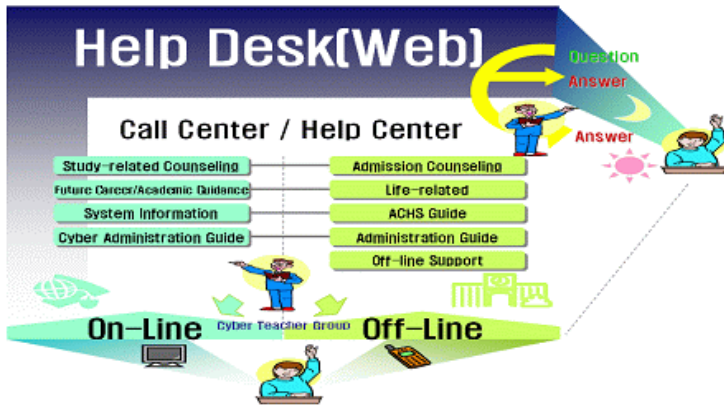 Help Desk(Web)
Question
Answer
Answer
Call Center / Help Center
Study-related Counseling
Admission Counseling
Future Career/Academic Guidance
Life-related
System Information
ACHS Guide
Cyber Administration Guide
Administration Guide
Off-line Support
On-Line
Cyber Teacher Group
Off-Line